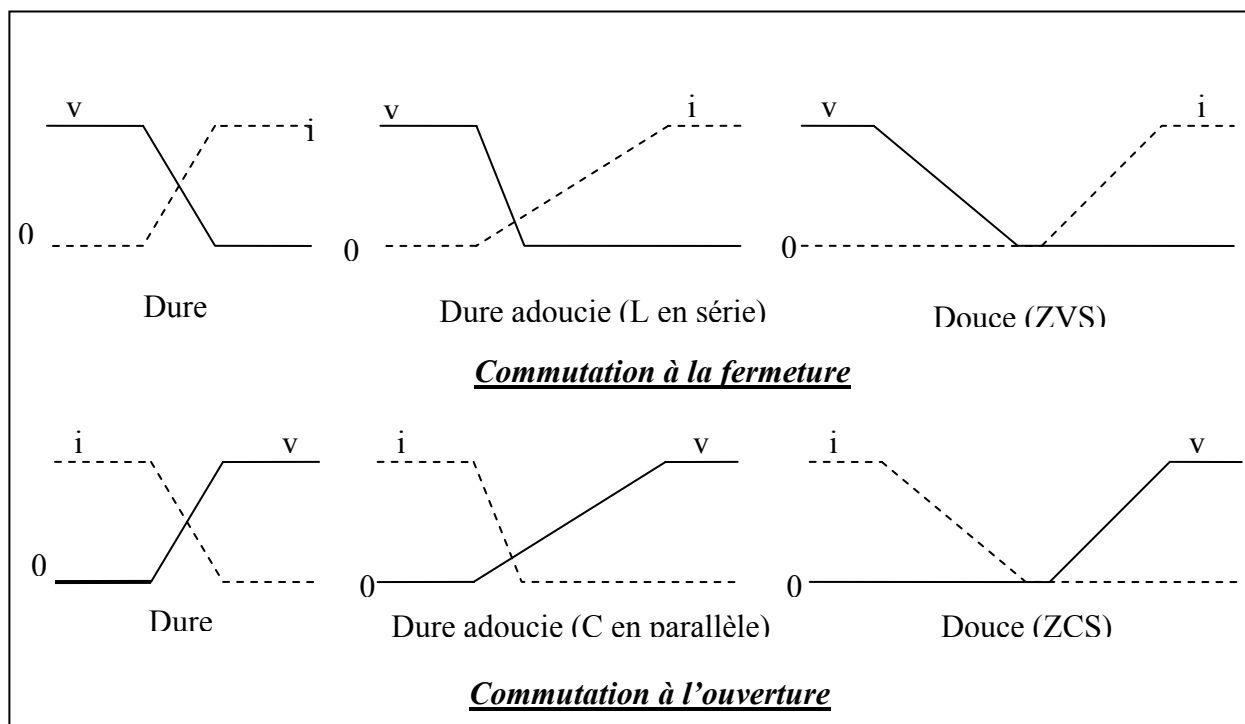 v i v i v i
0 0 0
Dure Dure adoucie (L en série) Douce (ZVS)
Commutation à la fermeture
i v i v i v
0 0 0
Dure Dure adoucie (C en parallèle) Douce (ZCS)
Commutation à l’ouverture